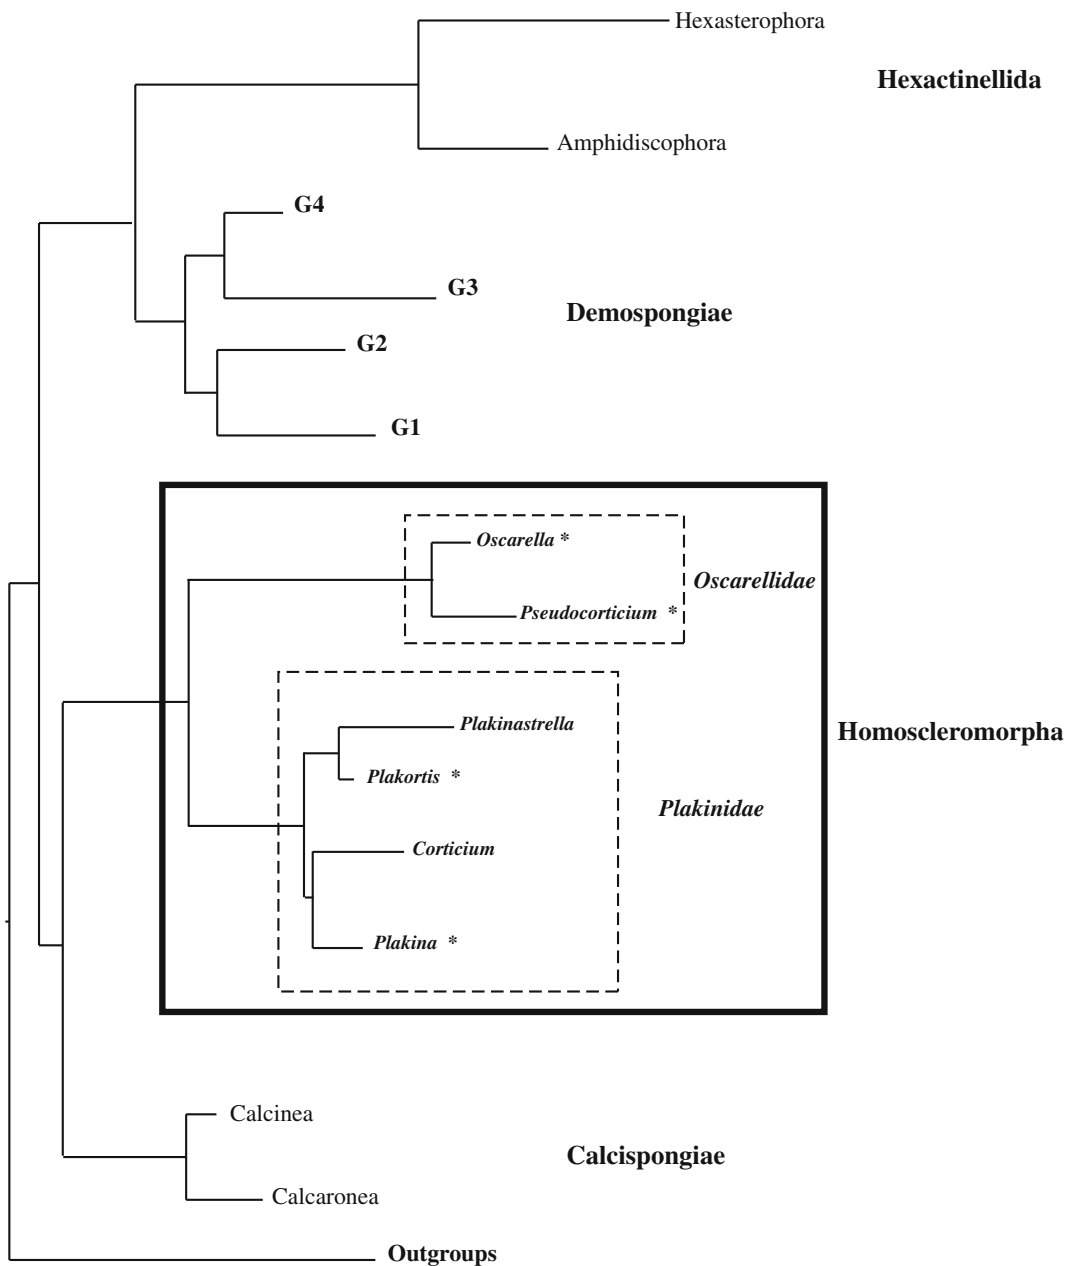 Hexasterophora
Hexactinellida
Amphidiscophora
G4
G3
Demospongiae
G2
G1
Oscarella *
Oscarellidae
Pseudocorticium *
Plakinastrella
Homoscleromorpha
Plakortis *
Plakinidae
Corticium
Plakina *
Calcinea
Calcispongiae
Calcaronea
Outgroups